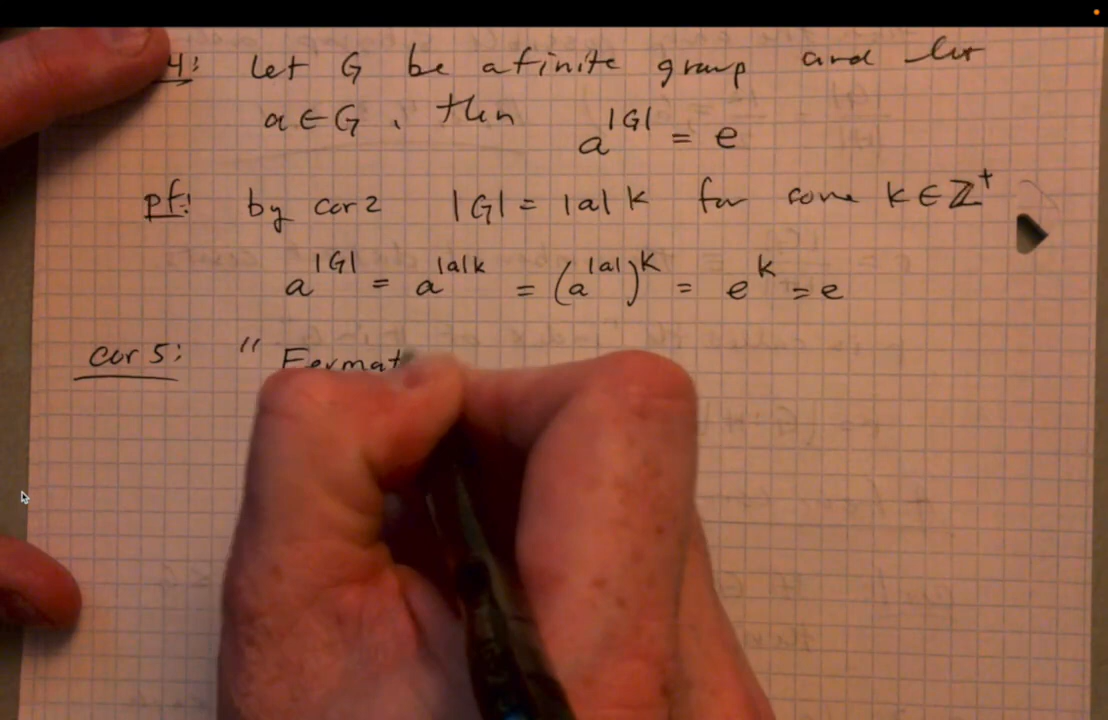 4: Let G be a finite group and let
a ∈ G, then a^|G| = e
pf: by cor 2 |G| = |a| k for some k ∈ ℤ⁺
a^|G| = a^|a|k = (a^|a|)^k = e^k = e
cor 5: " Fermat